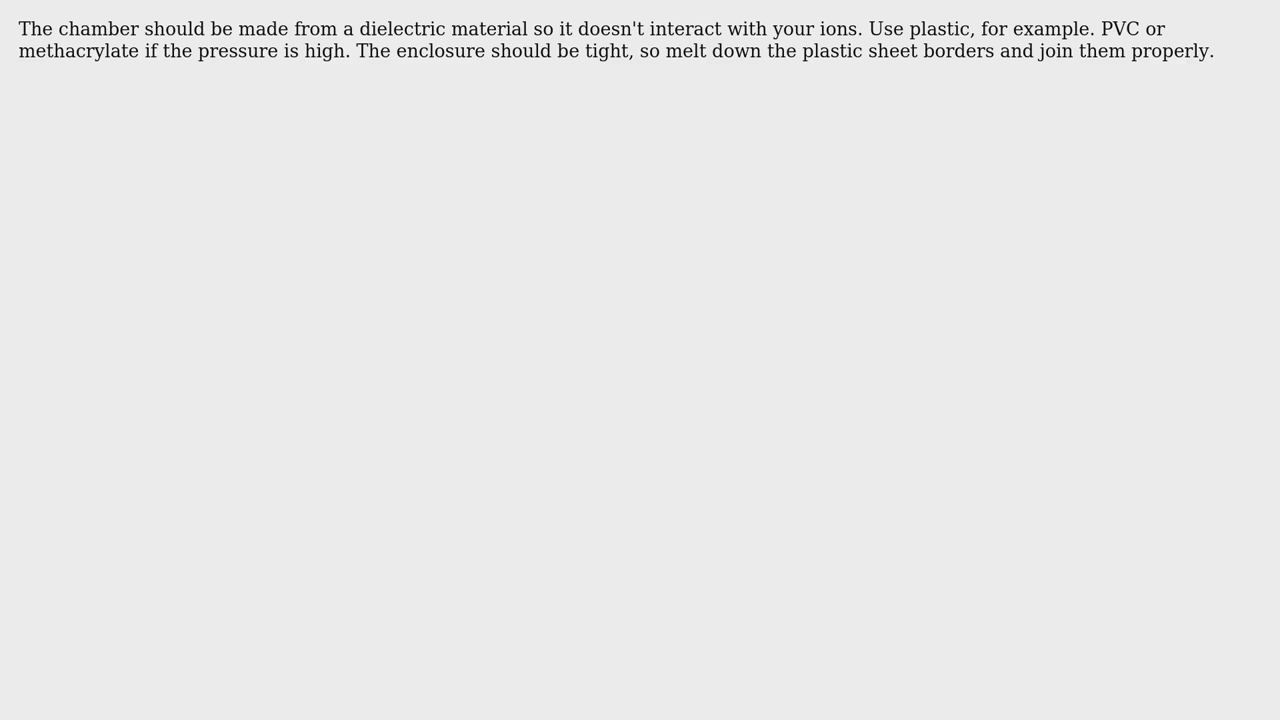 The chamber should be made from a dielectric material so it doesn't interact with your ions. Use plastic, for example. PVC or
methacrylate if the pressure is high. The enclosure should be tight, so melt down the plastic sheet borders and join them properly.